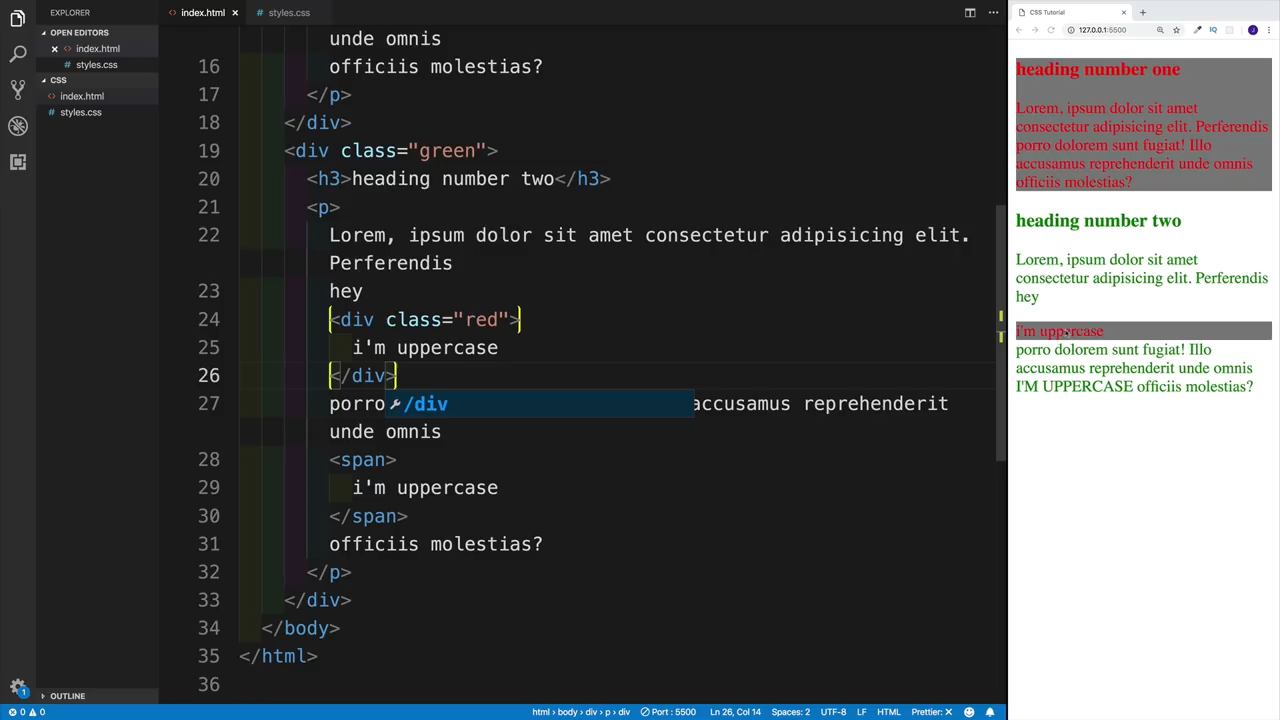 EXPLORER
index.html
styles.css
CSS Tutorial
OPEN EDITORS
index.html
styles.css
CSS
index.html
styles.css
127.0.0.1:5500
unde omnis
16 officiis molestias?
17 </p>
18 </div>
19 <div class="green">
20 <h3>heading number two</h3>
21 <p>
22 Lorem, ipsum dolor sit amet consectetur adipisicing elit.
Perferendis
23 hey
24 <div class="red">
25 i'm uppercase
26 </div>
27 porro /div accusamus reprehenderit
unde omnis
28 <span>
29 i'm uppercase
30 </span>
31 officiis molestias?
32 </p>
33 </div>
34 </body>
35 </html>
36
heading number one
Lorem, ipsum dolor sit amet
consectetur adipisicing elit. Perferendis
porro dolorem sunt fugiat! Illo
accusamus reprehenderit unde omnis
officiis molestias?
heading number two
Lorem, ipsum dolor sit amet
consectetur adipisicing elit. Perferendis
hey
i'm uppercase
porro dolorem sunt fugiat! Illo
accusamus reprehenderit unde omnis
I'M UPPERCASE officiis molestias?
OUTLINE
1
0 0
html › body › div › p › div
Port : 5500
Ln 26, Col 14
Spaces: 2
UTF-8
LF
HTML
Prettier: ×